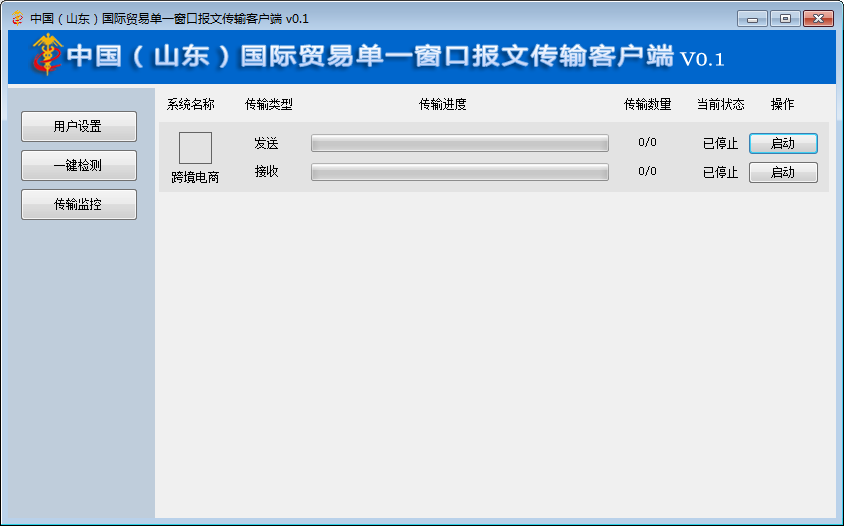 中国（山东）国际贸易单一窗口报文传输客户端 v0.1
中国（山东）国际贸易单一窗口报文传输客户端 V0.1
用户设置
一键检测
传输监控
系统名称 传输类型 传输进度 传输数量 当前状态 操作
发送 0/0 已停止 启动
跨境电商
接收 0/0 已停止 启动